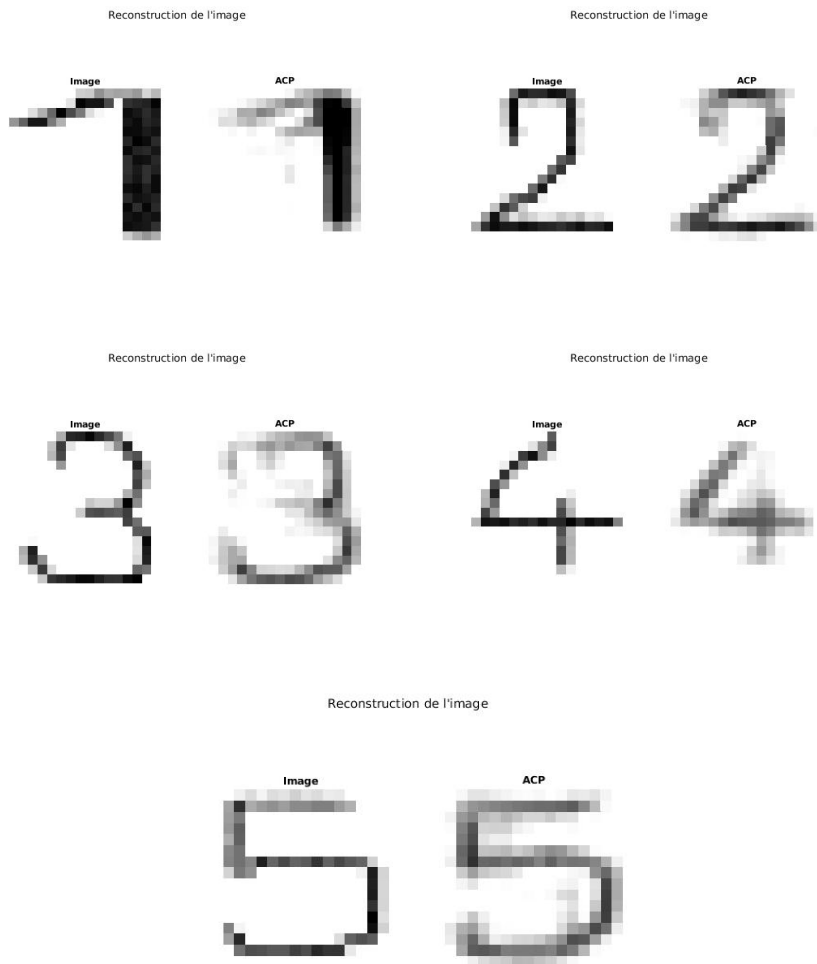 Reconstruction de l'image
Image ACP
1 1
Reconstruction de l'image
Image ACP
2 2
Reconstruction de l'image
Image ACP
3 3
Reconstruction de l'image
Image ACP
4 4
Reconstruction de l'image
Image ACP
5 5